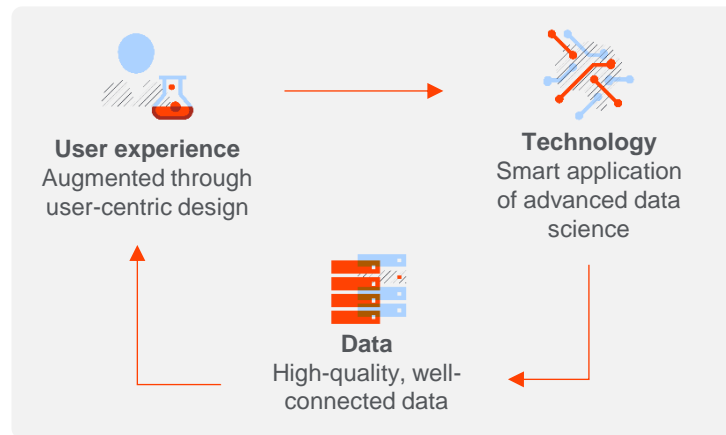 User experience
Augmented through
user-centric design
Technology
Smart application
of advanced data
science
Data
High-quality, well-
connected data